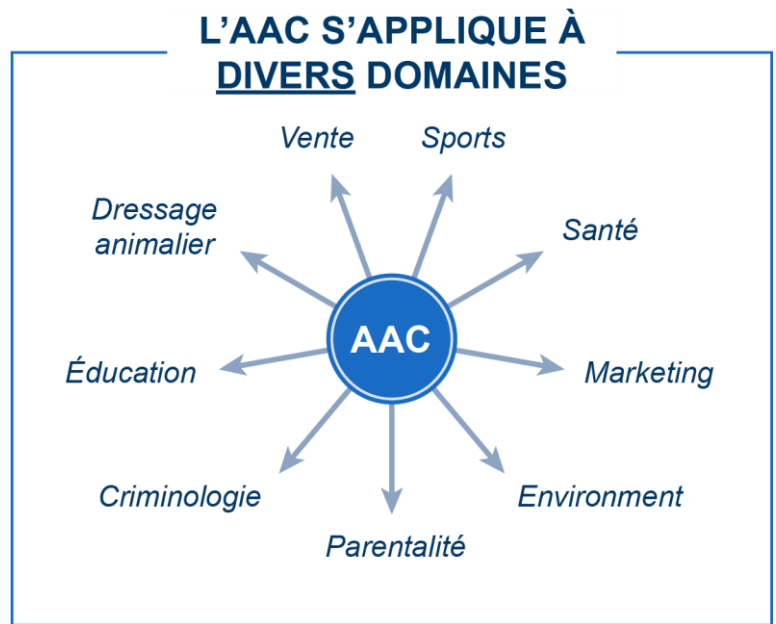 L'AAC S'APPLIQUE À
DIVERS DOMAINES
Vente
Sports
Dressage
animalier
Santé
AAC
Éducation
Marketing
Criminologie
Environment
Parentalité